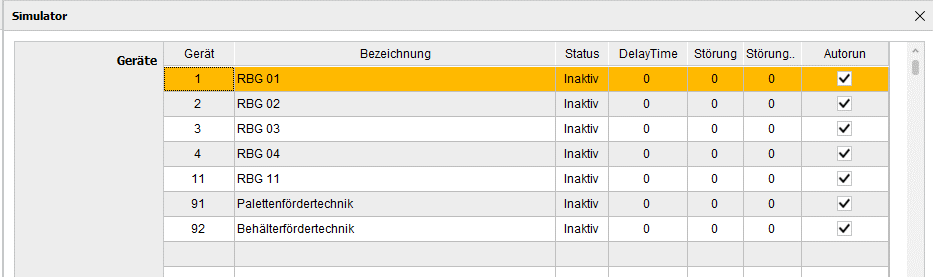 Simulator
Geräte
Gerät Bezeichnung Status DelayTime Störung Störung.. Autorun
1 RBG 01 Inaktiv 0 0 0
2 RBG 02 Inaktiv 0 0 0
3 RBG 03 Inaktiv 0 0 0
4 RBG 04 Inaktiv 0 0 0
11 RBG 11 Inaktiv 0 0 0
91 Palettenfördertechnik Inaktiv 0 0 0
92 Behälterfördertechnik Inaktiv 0 0 0